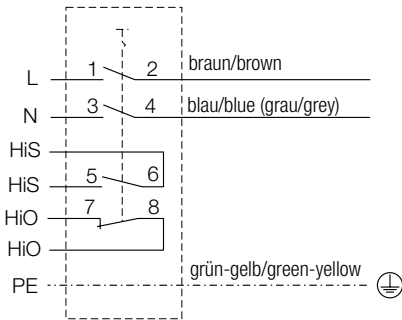 L 1 2 braun/brown
N 3 4 blau/blue (grau/grey)
HiS
HiS 5 6
HiO 7 8
HiO
PE grün-gelb/green-yellow